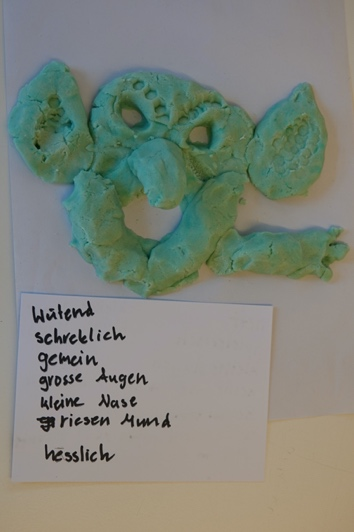 Wütend
schreklich
gemein
grosse Augen
kleine Nase
riesen Mund
hesslich